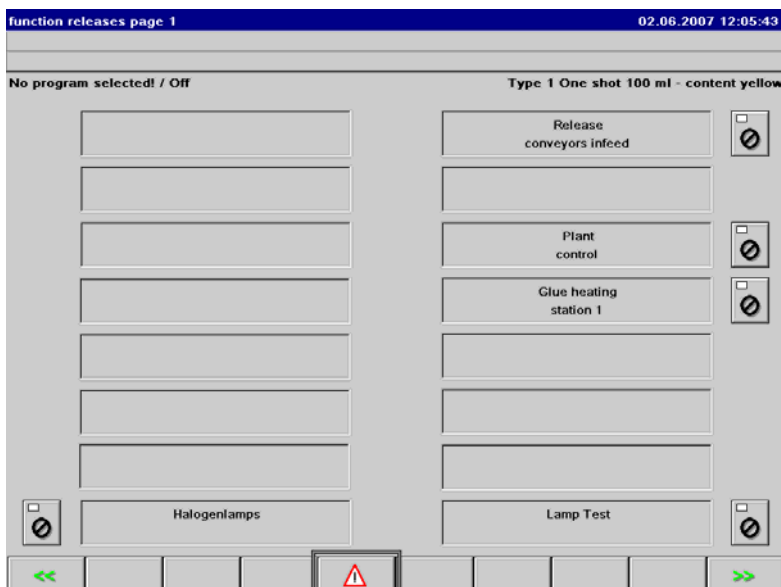 function releases page 1 02.06.2007 12:05:43
No program selected! / Off Type 1 One shot 100 ml - content yellow
Release
conveyors infeed
Plant
control
Glue heating
station 1
Halogenlamps Lamp Test
<< >>